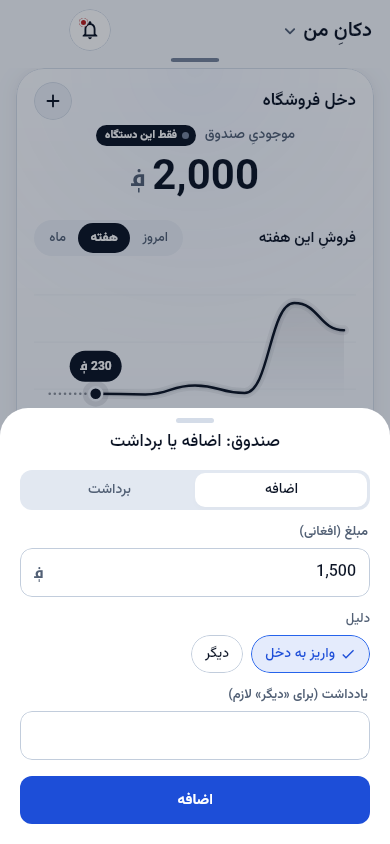 دکانِ من
دخل فروشگاه
موجودیِ صندوق فقط این دستگاه
2,000 ؋
فروشِ این هفته
امروز هفته ماه
230 ؋
صندوق: اضافه یا برداشت
اضافه برداشت
مبلغ (افغانی)
1,500 ؋
دلیل
واریز به دخل دیگر
یادداشت (برای «دیگر» لازم)
اضافه